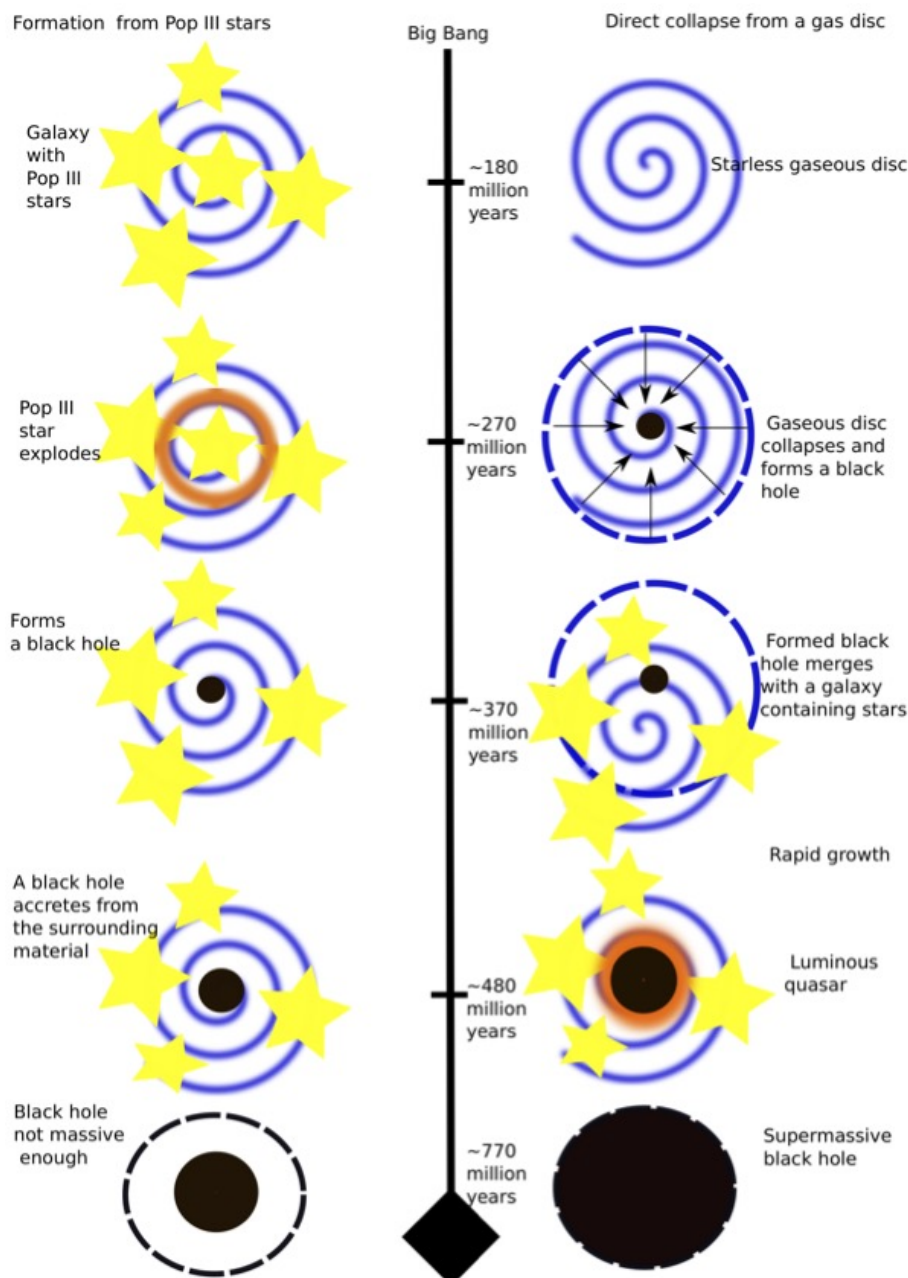 Formation from Pop III stars
Big Bang
Direct collapse from a gas disc
Galaxy
with
Pop III
stars
~180
million
years
Starless gaseous disc
Pop III
star
explodes
~270
million
years
Gaseous disc
collapses and
forms a black
hole
Forms
a black hole
~370
million
years
Formed black
hole merges
with a galaxy
containing stars
Rapid growth
A black hole
accretes from
the surrounding
material
~480
million
years
Luminous
quasar
Black hole
not massive
enough
~770
million
years
Supermassive
black hole